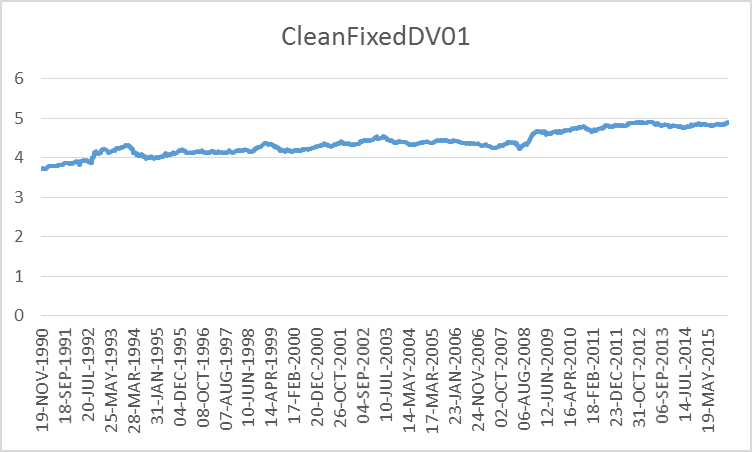 CleanFixedDV01
6
5
4
3
2
1
0
19-NOV-1990
18-SEP-1991
20-JUL-1992
25-MAY-1993
28-MAR-1994
31-JAN-1995
04-DEC-1995
08-OCT-1996
07-AUG-1997
10-JUN-1998
14-APR-1999
17-FEB-2000
20-DEC-2000
26-OCT-2001
04-SEP-2002
10-JUL-2003
14-MAY-2004
18-MAR-2005
23-JAN-2006
24-NOV-2006
02-OCT-2007
06-AUG-2008
12-JUN-2009
16-APR-2010
18-FEB-2011
23-DEC-2011
31-OCT-2012
06-SEP-2013
14-JUL-2014
19-MAY-2015